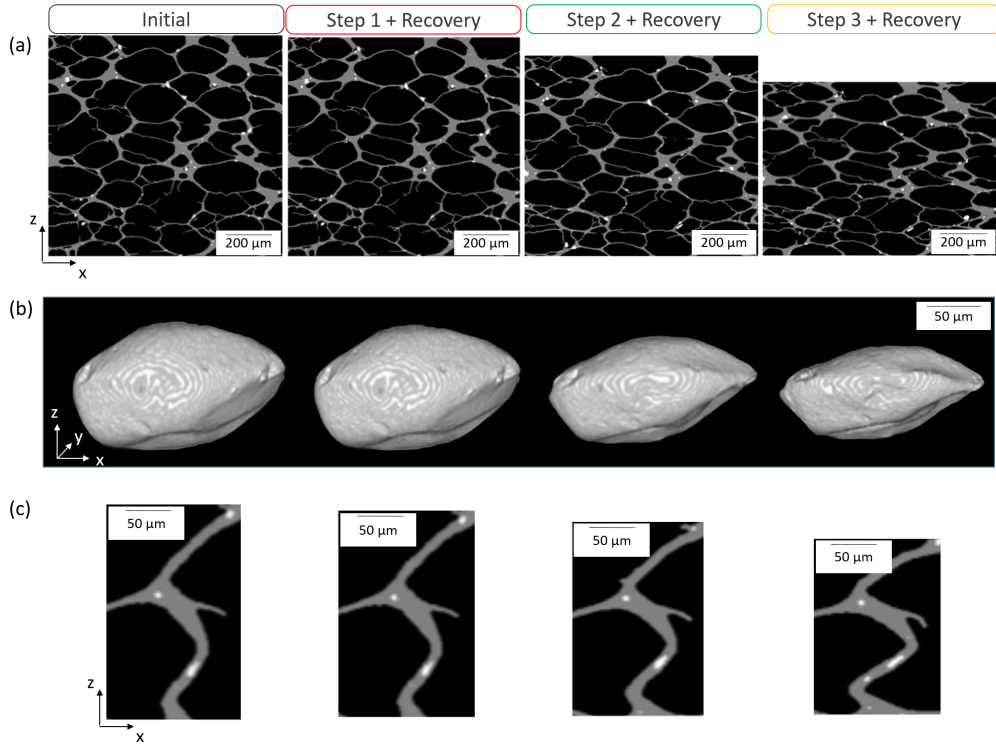 Initial
Step 1 + Recovery
Step 2 + Recovery
Step 3 + Recovery
(a)
z
x
200 µm
200 µm
200 µm
200 µm
(b)
50 µm
z
y
x
(c)
50 µm
50 µm
50 µm
50 µm
z
x